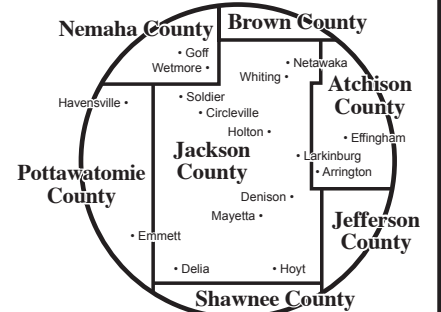 Nemaha County
Brown County
• Goff
Wetmore •
• Netawaka
Whiting •
Atchison
County
Havensville •
• Soldier
• Circleville
Holton •
• Effingham
Jackson
County
• Larkinburg
• Arrington
Pottawatomie
County
Denison •
Mayetta •
Jefferson
County
• Emmett
• Delia
• Hoyt
Shawnee County